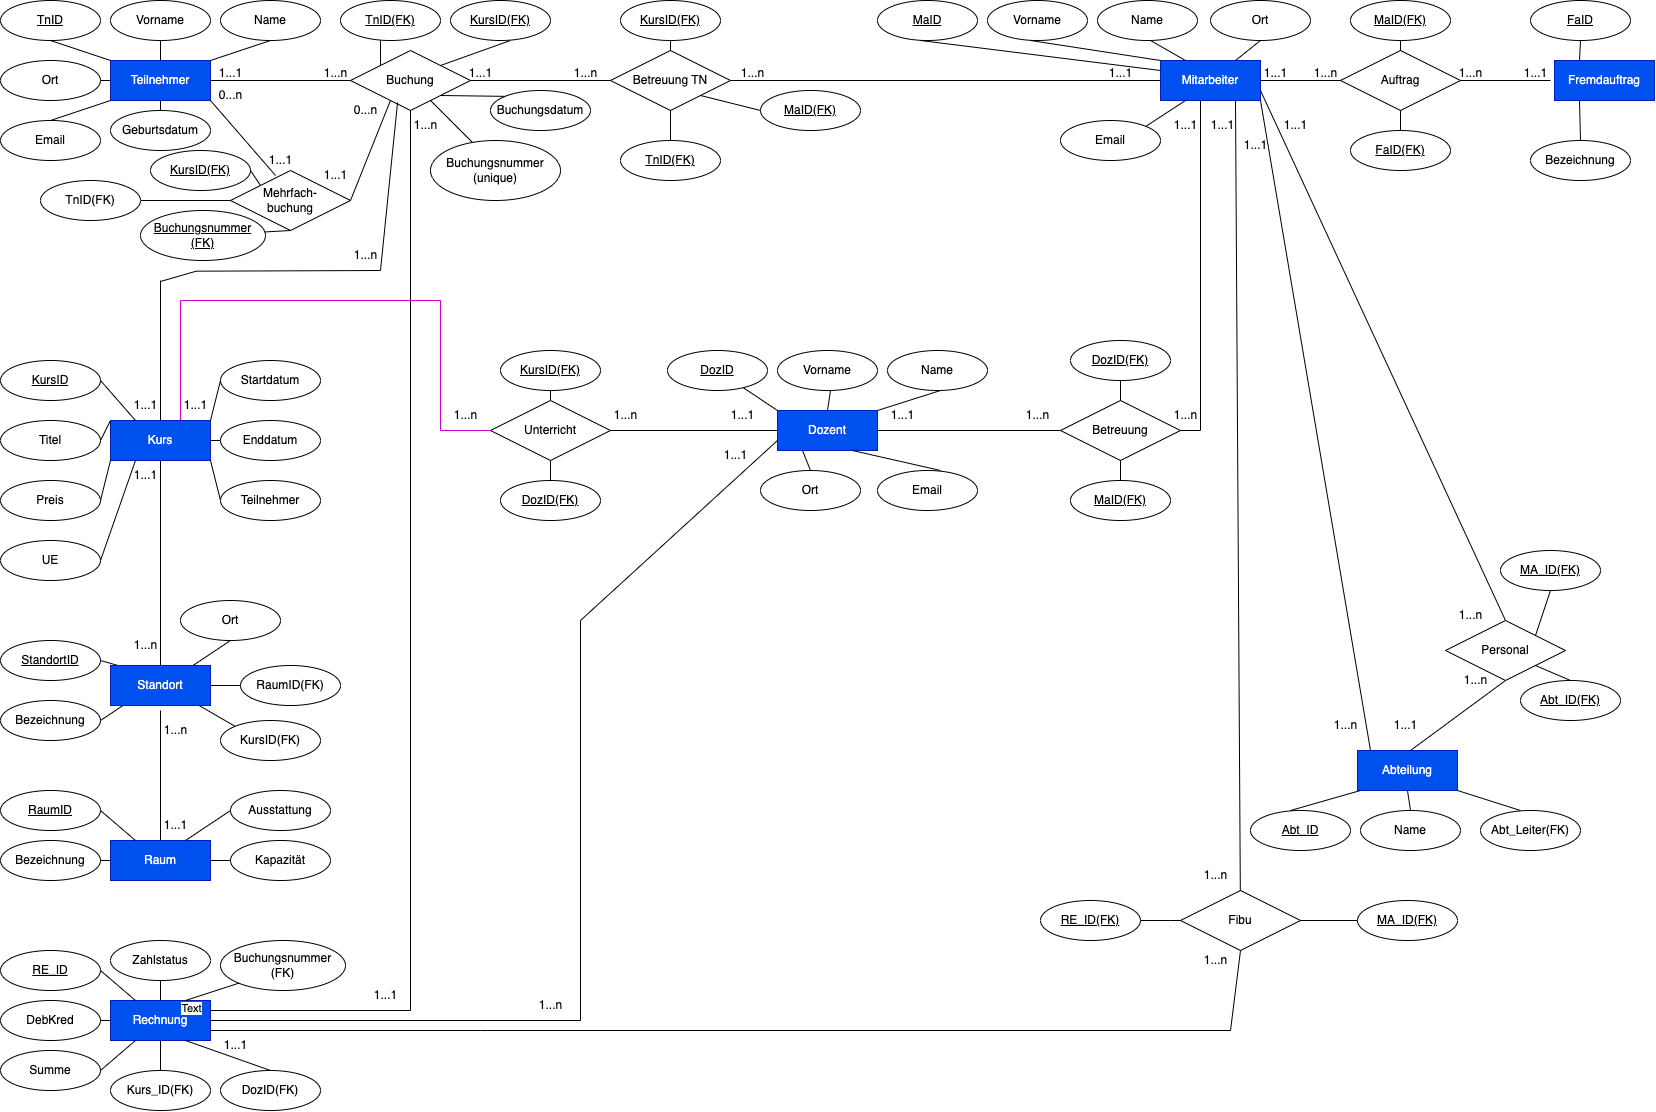 TnID
Vorname
Name
TnID(FK)
KursID(FK)
KursID(FK)
MaID
Vorname
Name
Ort
MaID(FK)
FaID
Ort
Teilnehmer
1...1
1...n
Buchung
1...1
1...n
Betreuung TN
1...n
1...1
Mitarbeiter
1...1
1...n
Auftrag
1...n
1...1
Fremdauftrag
0...n
0...n
Buchungsdatum
MaID(FK)
Email
Geburtsdatum
1...n
Email
1...1
1...1
1...1
1...1
KursID(FK)
1...1
1...1
Buchungsnummer
(unique)
TnID(FK)
FaID(FK)
Bezeichnung
TnID(FK)
Mehrfach-
buchung
Buchungsnummer
(FK)
1...n
KursID
Startdatum
KursID(FK)
DozID
Vorname
Name
DozID(FK)
1...1
1...1
1...n
1...n
1...1
1...1
1...n
1...n
Titel
Kurs
Enddatum
Unterricht
Dozent
Betreuung
1...1
1...1
Preis
Teilnehmer
DozID(FK)
Ort
Email
MaID(FK)
UE
MA_ID(FK)
Ort
1...n
1...n
StandortID
Personal
Standort
RaumID(FK)
1...n
Abt_ID(FK)
Bezeichnung
1...n
KursID(FK)
1...n
1...1
Abteilung
RaumID
Ausstattung
1...1
Abt_ID
Name
Abt_Leiter(FK)
Bezeichnung
Raum
Kapazität
1...n
RE_ID(FK)
Fibu
MA_ID(FK)
RE_ID
Zahlstatus
Buchungsnummer
(FK)
1...n
1...1
1...n
Text
DebKred
Rechnung
1...1
Summe
Kurs_ID(FK)
DozID(FK)